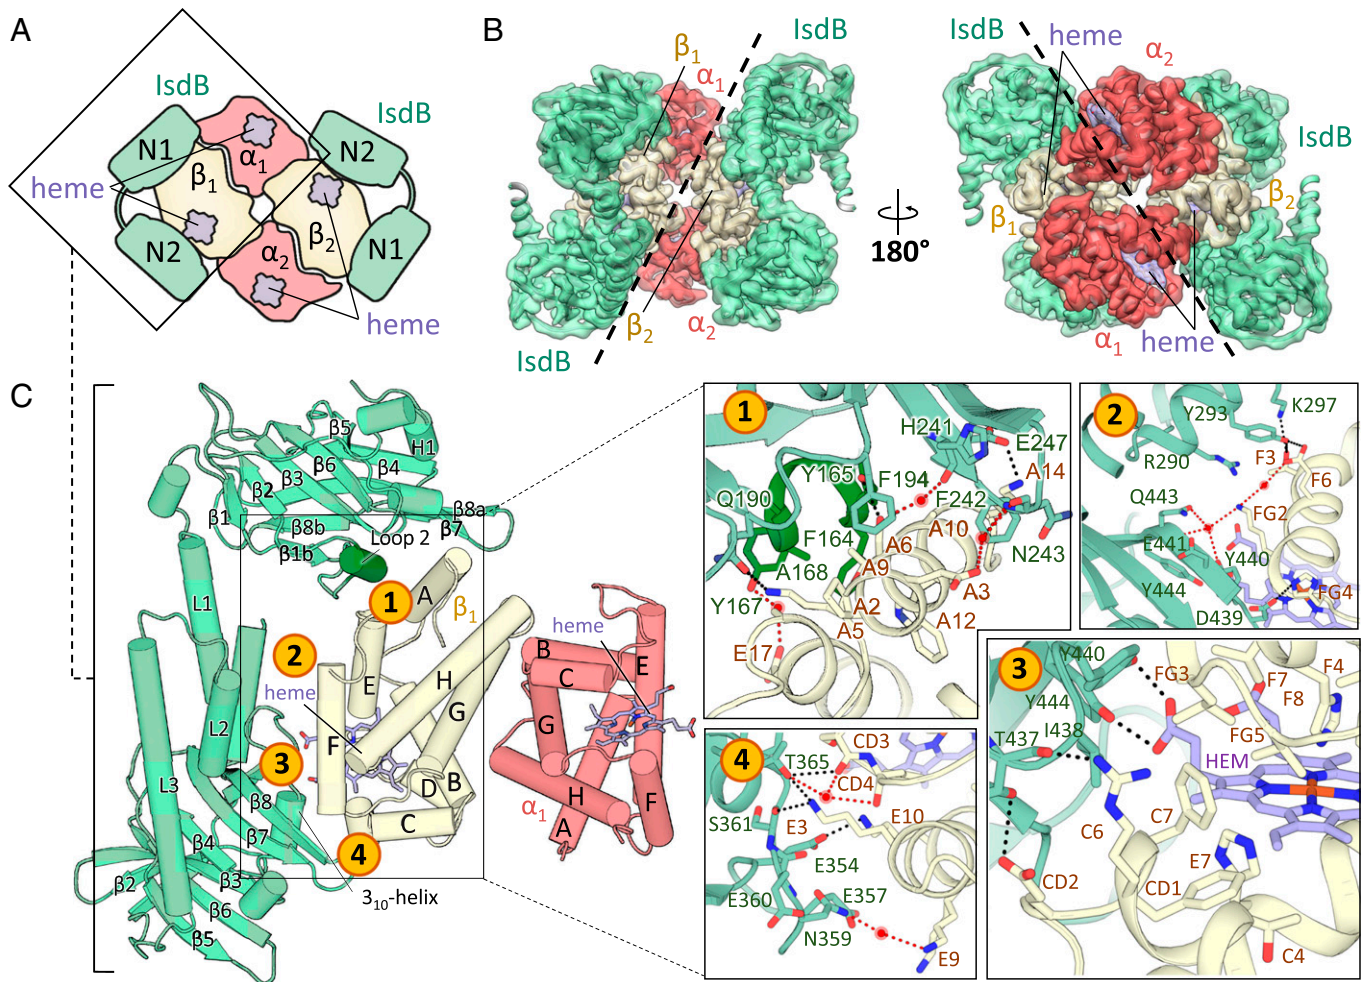 A
IsdB
IsdB
N1
α1
N2
β1
heme
N2
β2
N1
α2
heme
B
β1
α1
IsdB
β2
α2
IsdB
180°
IsdB
heme
α2
IsdB
β1
β2
α1
heme
C
β5
H1
β6
β4
β3
β2
β1
β8b
β8a
β7
β1b
Loop 2
L1
1
A
β1
2
E
H
heme
G
F
L2
3
D
B
L3
β8
C
β7
4
β4
β3
β2
β6
β5
3₁₀-helix
heme
B
C
E
G
α1
H
F
A
1
H241
E247
Y165
F194
A14
Q190
F242
F164
A10
A6
N243
A168
A9
A3
Y167
A2
A12
A5
E17
2
Y293
K297
R290
F3
F6
Q443
FG2
E441
Y440
Y444
FG4
D439
3
Y440
FG3
F7
F4
Y444
F8
T437
I438
FG5
HEM
C6
C7
E7
CD2
CD1
C4
4
CD3
T365
CD4
S361
E3
E10
E354
E360
E357
N359
E9